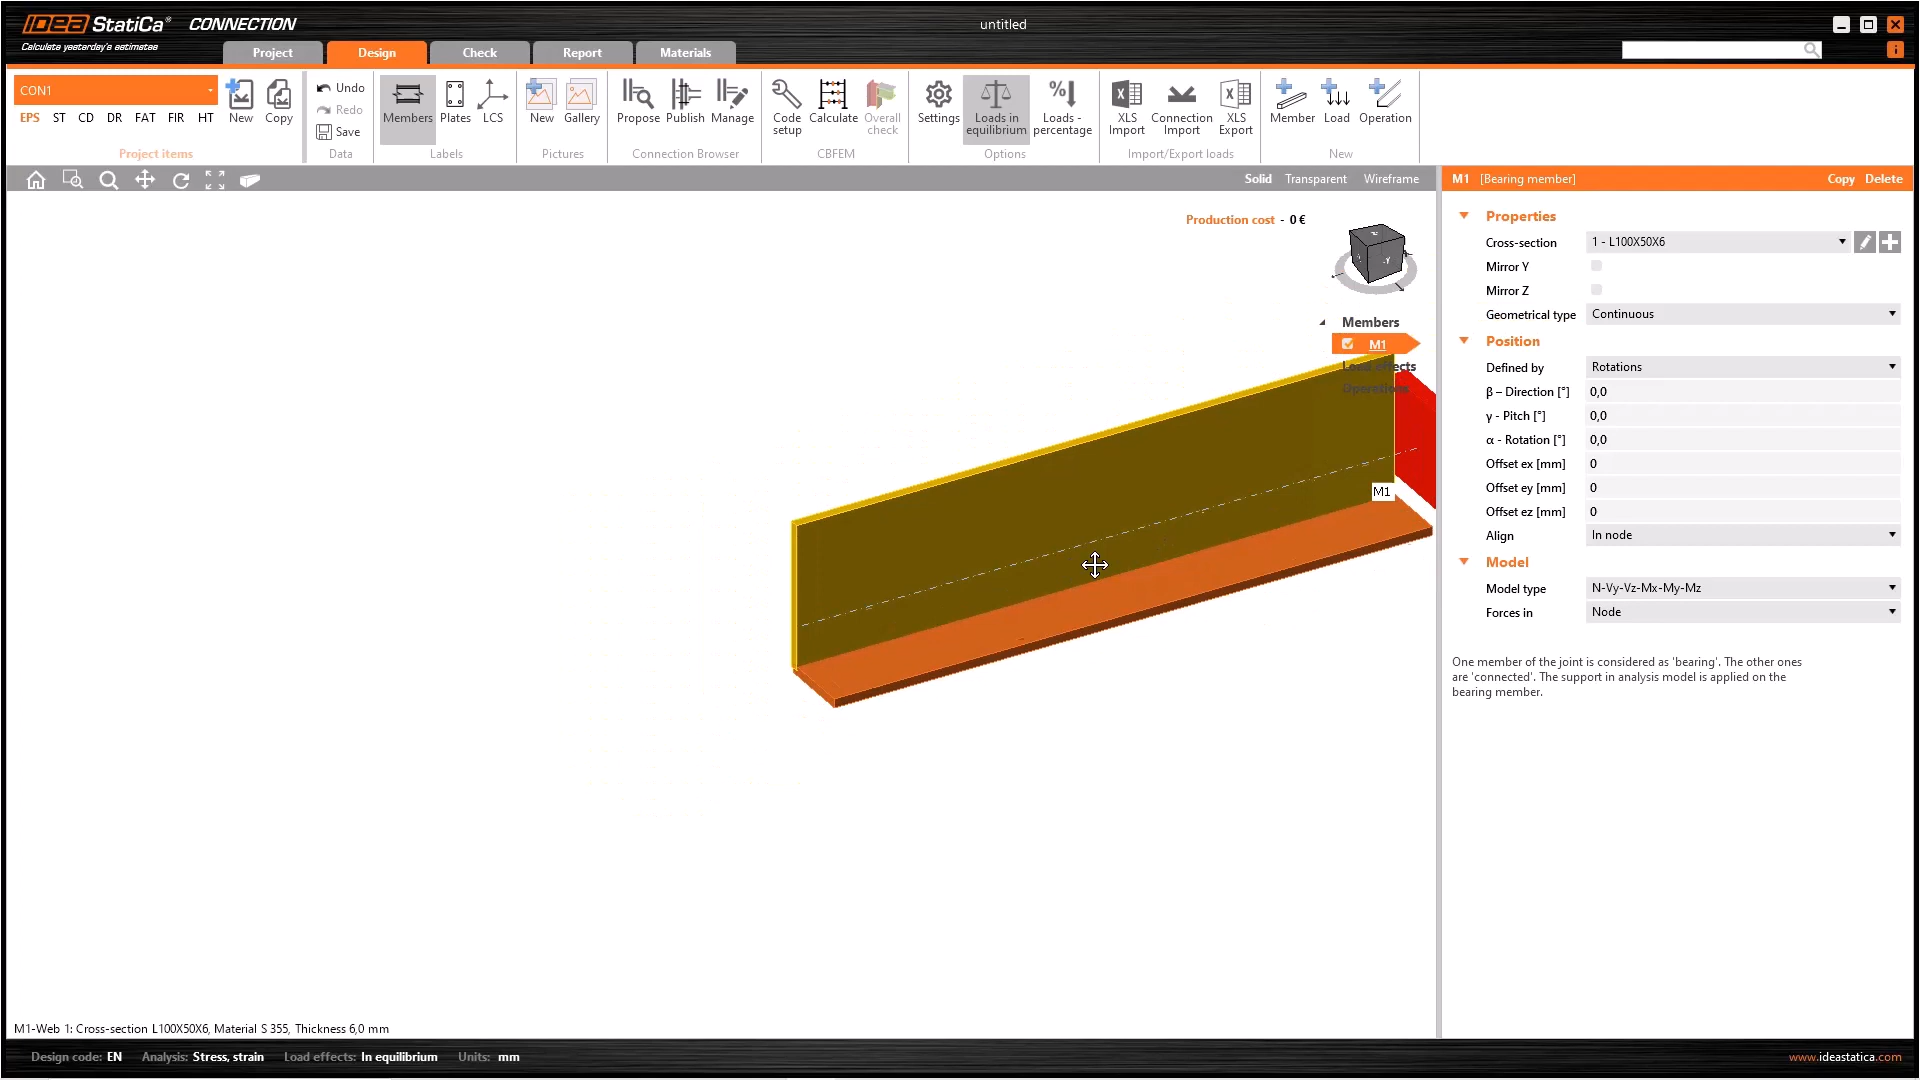 IDEA StatiCa® CONNECTION
Calculate yesterday's estimates
untitled
Project
Design
Check
Report
Materials
CON1
EPS ST CD DR FAT FIR HT
New
Copy
Project items
Undo
Redo
Save
Data
Members
Plates
LCS
Labels
New
Gallery
Pictures
Propose
Publish
Manage
Connection Browser
Code setup
Calculate
Overall check
CBFEM
Settings
Loads in equilibrium
Loads - percentage
Options
XLS Import
Connection Import
XLS Export
Import/Export loads
Member
Load
Operation
New
Solid Transparent Wireframe
Production cost - 0 €
-Y
Members
M1
Load effects
Operations
M1
M1-Web 1: Cross-section L100X50X6, Material S 355, Thickness 6,0 mm
M1 [Bearing member] Copy Delete
Properties
Cross-section 1 - L100X50X6
Mirror Y
Mirror Z
Geometrical type Continuous
Position
Defined by Rotations
β – Direction [°] 0,0
γ - Pitch [°] 0,0
α - Rotation [°] 0,0
Offset ex [mm] 0
Offset ey [mm] 0
Offset ez [mm] 0
Align In node
Model
Model type N-Vy-Vz-Mx-My-Mz
Forces in Node
One member of the joint is considered as 'bearing'. The other ones
are 'connected'. The support in analysis model is applied on the
bearing member.
Design code: EN Analysis: Stress, strain Load effects: In equilibrium Units: mm
www.ideastatica.com